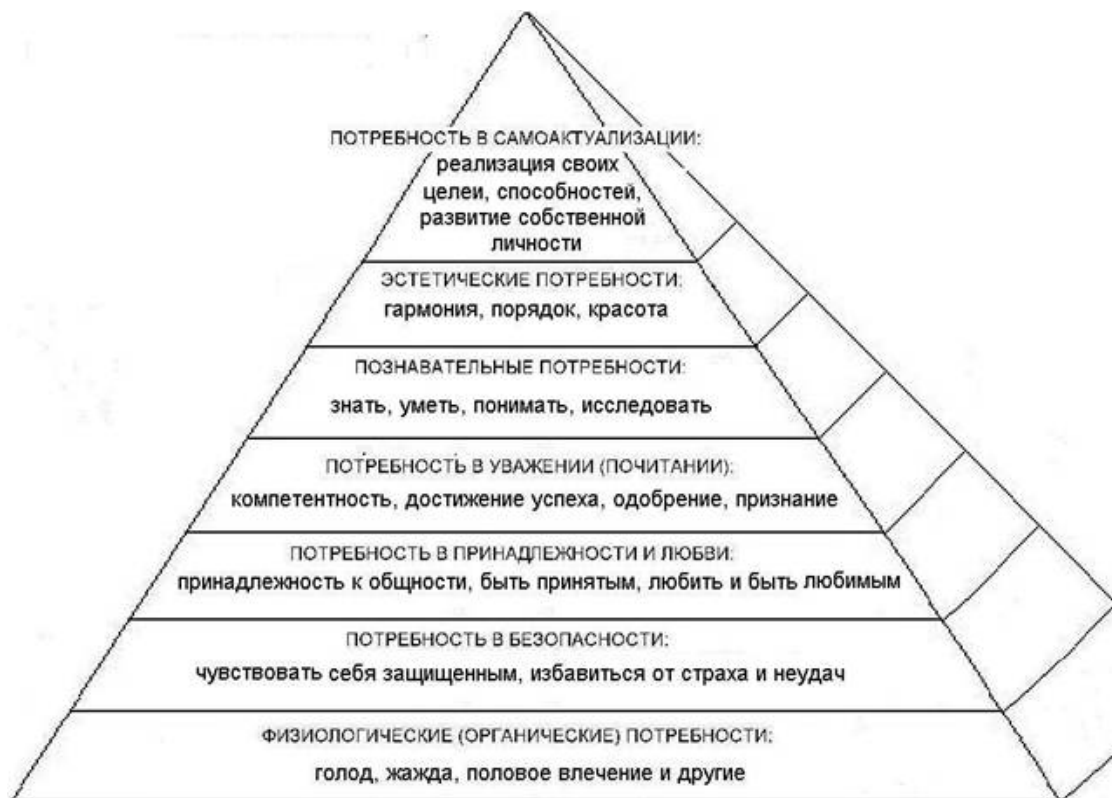 ПОТРЕБНОСТЬ В САМОАКТУАЛИЗАЦИИ:
реализация своих
целеи, способностей,
развитие собственной
личности
ЭСТЕТИЧЕСКИЕ ПОТРЕБНОСТИ:
гармония, порядок, красота
ПОЗНАВАТЕЛЬНЫЕ ПОТРЕБНОСТИ:
знать, уметь, понимать, исследовать
ПОТРЕБНОСТЬ В УВАЖЕНИИ (ПОЧИТАНИИ):
компетентность, достижение успеха, одобрение, признание
ПОТРЕБНОСТЬ В ПРИНАДЛЕЖНОСТИ И ЛЮБВИ:
принадлежность к общности, быть принятым, любить и быть любимым
ПОТРЕБНОСТЬ В БЕЗОПАСНОСТИ:
чувствовать себя защищенным, избавиться от страха и неудач
ФИЗИОЛОГИЧЕСКИЕ (ОРГАНИЧЕСКИЕ) ПОТРЕБНОСТИ:
голод, жажда, половое влечение и другие